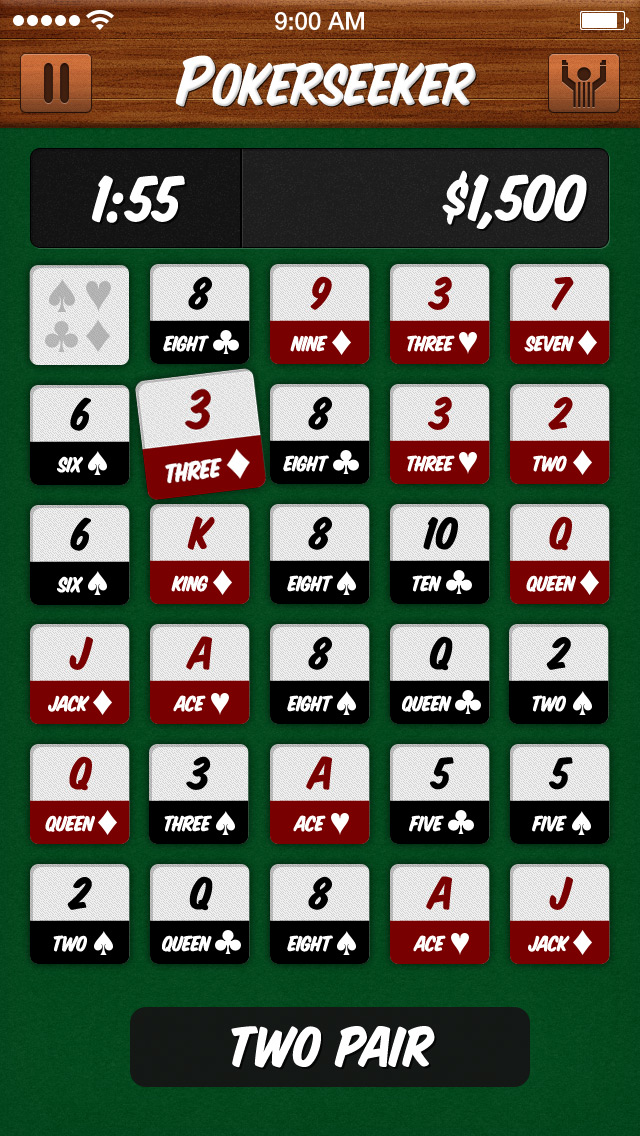 9:00 AM
POKERSEEKER
1:55 $1,500
8 9 3 7
EIGHT ♣ NINE ♦ THREE ♥ SEVEN ♦
6 3 8 3 2
SIX ♠ THREE ♦ EIGHT ♣ THREE ♥ TWO ♦
6 K 8 10 Q
SIX ♠ KING ♦ EIGHT ♠ TEN ♣ QUEEN ♦
J A 8 Q 2
JACK ♦ ACE ♥ EIGHT ♠ QUEEN ♣ TWO ♠
Q 3 A 5 5
QUEEN ♦ THREE ♠ ACE ♥ FIVE ♣ FIVE ♠
2 Q 8 A J
TWO ♠ QUEEN ♣ EIGHT ♠ ACE ♥ JACK ♦
TWO PAIR